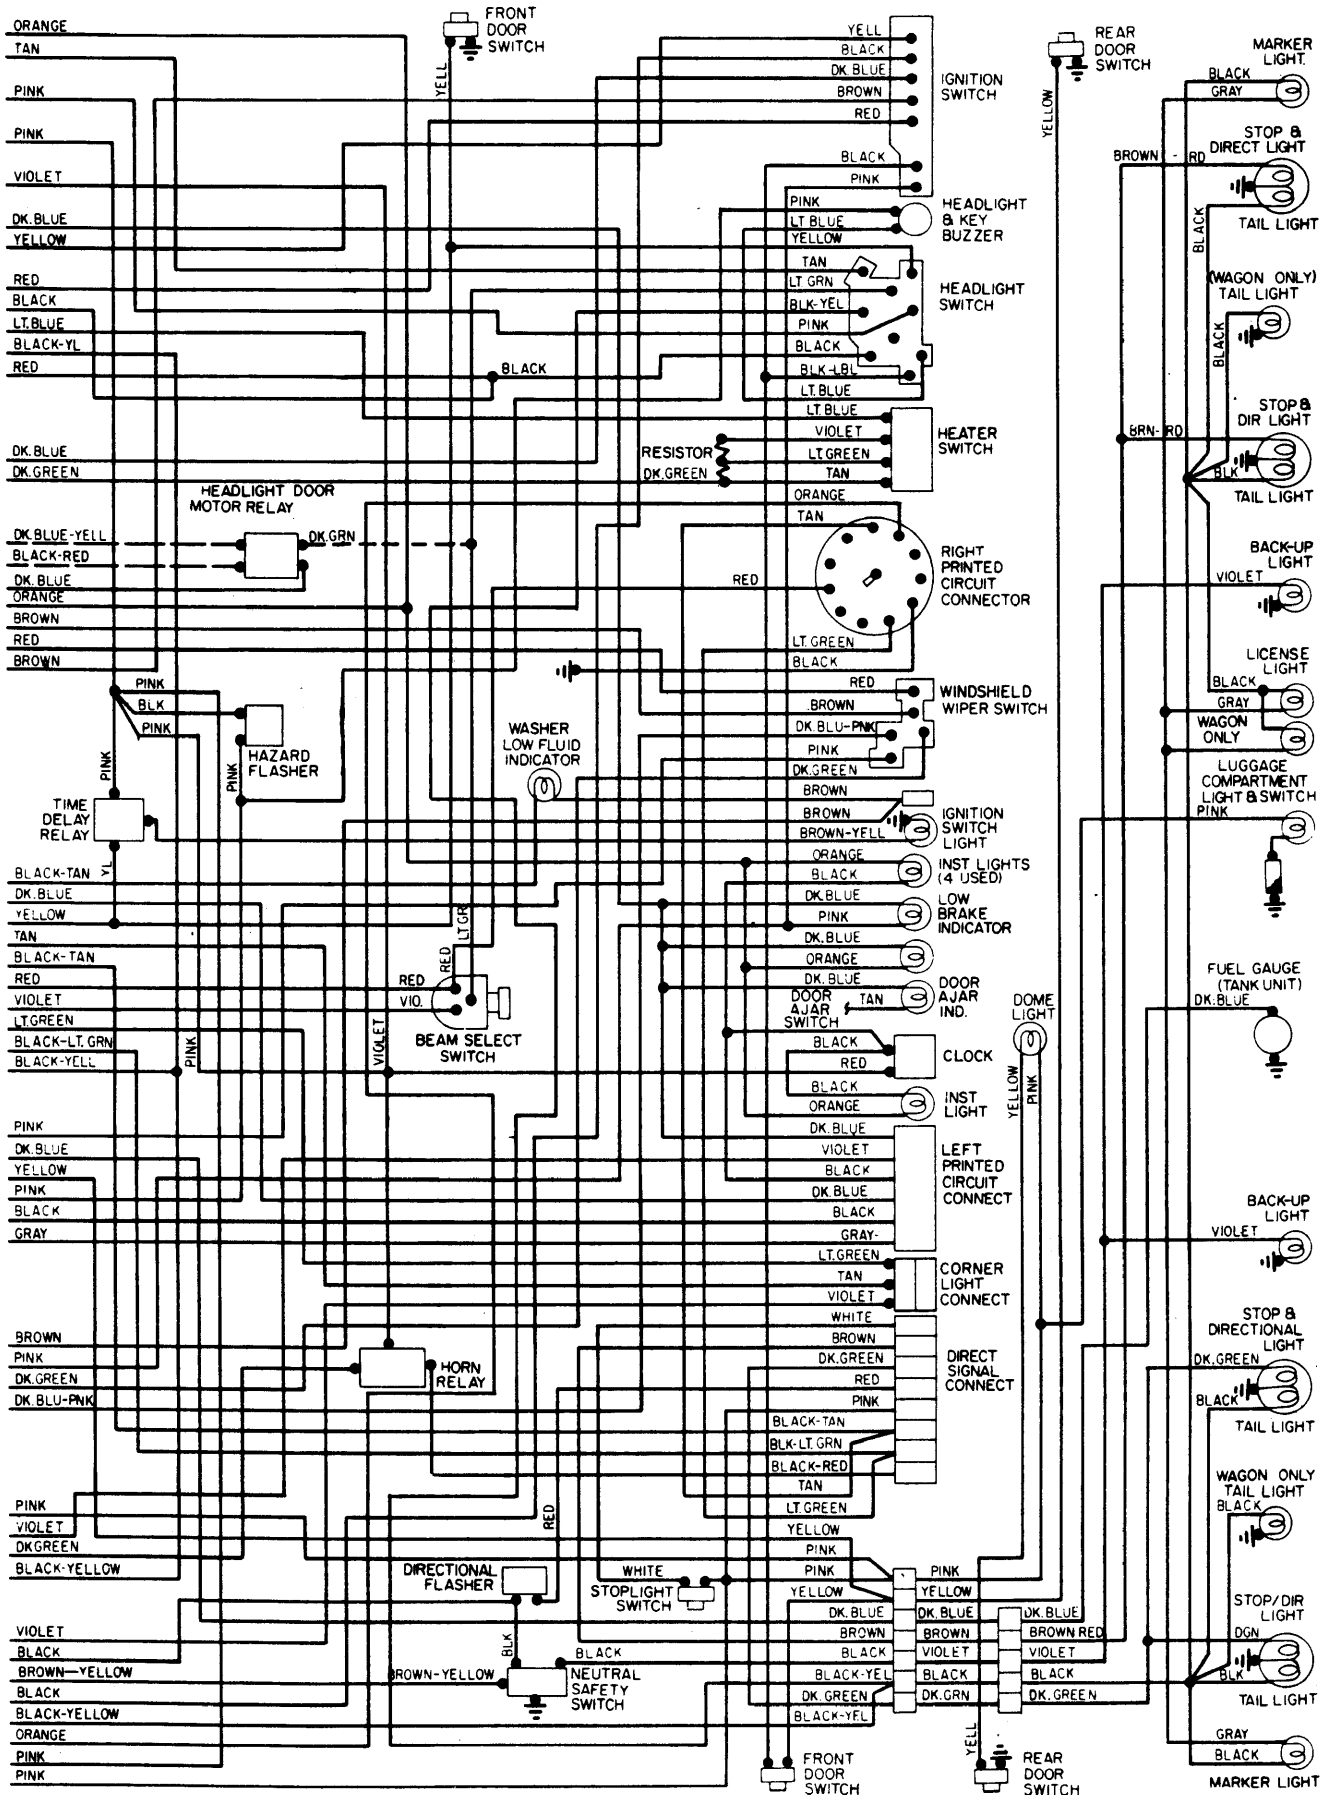 ORANGE
TAN
PINK
PINK
VIOLET
DK.BLUE
YELLOW
RED
BLACK
LT.BLUE
BLACK-YL
RED
DK.BLUE
DK.GREEN
HEADLIGHT DOOR
MOTOR RELAY
DK.BLUE-YELL
DK.GRN
BLACK-RED
DK.BLUE
ORANGE
BROWN
RED
BROWN
PINK
BLK
PINK
PINK
PINK
HAZARD
FLASHER
TIME
DELAY
RELAY
YL
BLACK-TAN
DK.BLUE
YELLOW
TAN
BLACK-TAN
RED
VIOLET
LT.GREEN
BLACK-LT.GRN
BLACK-YELL
PINK
VIOLET
PINK
DK.BLUE
YELLOW
PINK
BLACK
GRAY
BROWN
PINK
DK.GREEN
DK.BLU-PNK
PINK
VIOLET
DKGREEN
BLACK-YELLOW
VIOLET
BLACK
BROWN-YELLOW
BLACK
BLACK-YELLOW
ORANGE
PINK
PINK
FRONT
DOOR
SWITCH
YELL
BLACK
RESISTOR
DK.GREEN
WASHER
LOW FLUID
INDICATOR
RED
LT GR
RED
VIO.
BEAM SELECT
SWITCH
HORN
RELAY
RED
DIRECTIONAL
FLASHER
BLK
BLACK
BROWN-YELLOW
NEUTRAL
SAFETY
SWITCH
WHITE
STOPLIGHT
SWITCH
YELL
BLACK
DK.BLUE
BROWN
RED
BLACK
PINK
IGNITION
SWITCH
PINK
LT BLUE
HEADLIGHT
& KEY
BUZZER
YELLOW
TAN
LT GRN
BLK-YEL
PINK
BLACK
BLK-LBL
LT.BLUE
HEADLIGHT
SWITCH
LT.BLUE
VIOLET
LT.GREEN
TAN
HEATER
SWITCH
ORANGE
TAN
RED
LT.GREEN
BLACK
RIGHT
PRINTED
CIRCUIT
CONNECTOR
RED
BROWN
DK.BLU-PNK
PINK
DK.GREEN
WINDSHIELD
WIPER SWITCH
BROWN
BROWN
BROWN-YELL
IGNITION
SWITCH
LIGHT
ORANGE
BLACK
INST LIGHTS
(4 USED)
DK.BLUE
PINK
LOW
BRAKE
INDICATOR
DK.BLUE
ORANGE
DK.BLUE
TAN
DOOR
AJAR
SWITCH
DOOR
AJAR
IND.
BLACK
RED
CLOCK
BLACK
ORANGE
INST
LIGHT
DK.BLUE
VIOLET
BLACK
DK.BLUE
BLACK
GRAY
LEFT
PRINTED
CIRCUIT
CONNECT
LT.GREEN
TAN
VIOLET
CORNER
LIGHT
CONNECT
WHITE
BROWN
DK.GREEN
RED
PINK
BLACK-TAN
BLK-LT.GRN
BLACK-RED
TAN
LT.GREEN
DIRECT
SIGNAL
CONNECT
YELLOW
PINK
PINK
YELLOW
DK.BLUE
BROWN
BLACK
BLACK-YEL
DK.GREEN
BLACK-YEL
PINK
YELLOW
DK.BLUE
BROWN
VIOLET
BLACK
DK.GRN
DK.BLUE
BROWN RED
VIOLET
BLACK
DK.GREEN
FRONT
DOOR
SWITCH
YELL
REAR
DOOR
SWITCH
REAR
DOOR
SWITCH
YELLOW
DOME
LIGHT
YELLOW
PINK
MARKER
LIGHT
BLACK
GRAY
STOP &
DIRECT LIGHT
BROWN RD
BLACK
TAIL LIGHT
(WAGON ONLY)
TAIL LIGHT
BLACK
STOP &
DIR LIGHT
BRN-RD
BLK
TAIL LIGHT
BACK-UP
LIGHT
VIOLET
LICENSE
LIGHT
BLACK
GRAY
WAGON
ONLY
LUGGAGE
COMPARTMENT
LIGHT & SWITCH
PINK
FUEL GAUGE
(TANK UNIT)
DK.BLUE
BACK-UP
LIGHT
VIOLET
STOP &
DIRECTIONAL
LIGHT
DK.GREEN
BLACK
TAIL LIGHT
WAGON ONLY
TAIL LIGHT
BLACK
STOP/DIR
LIGHT
DGN
BLK
TAIL LIGHT
GRAY
BLACK
MARKER LIGHT